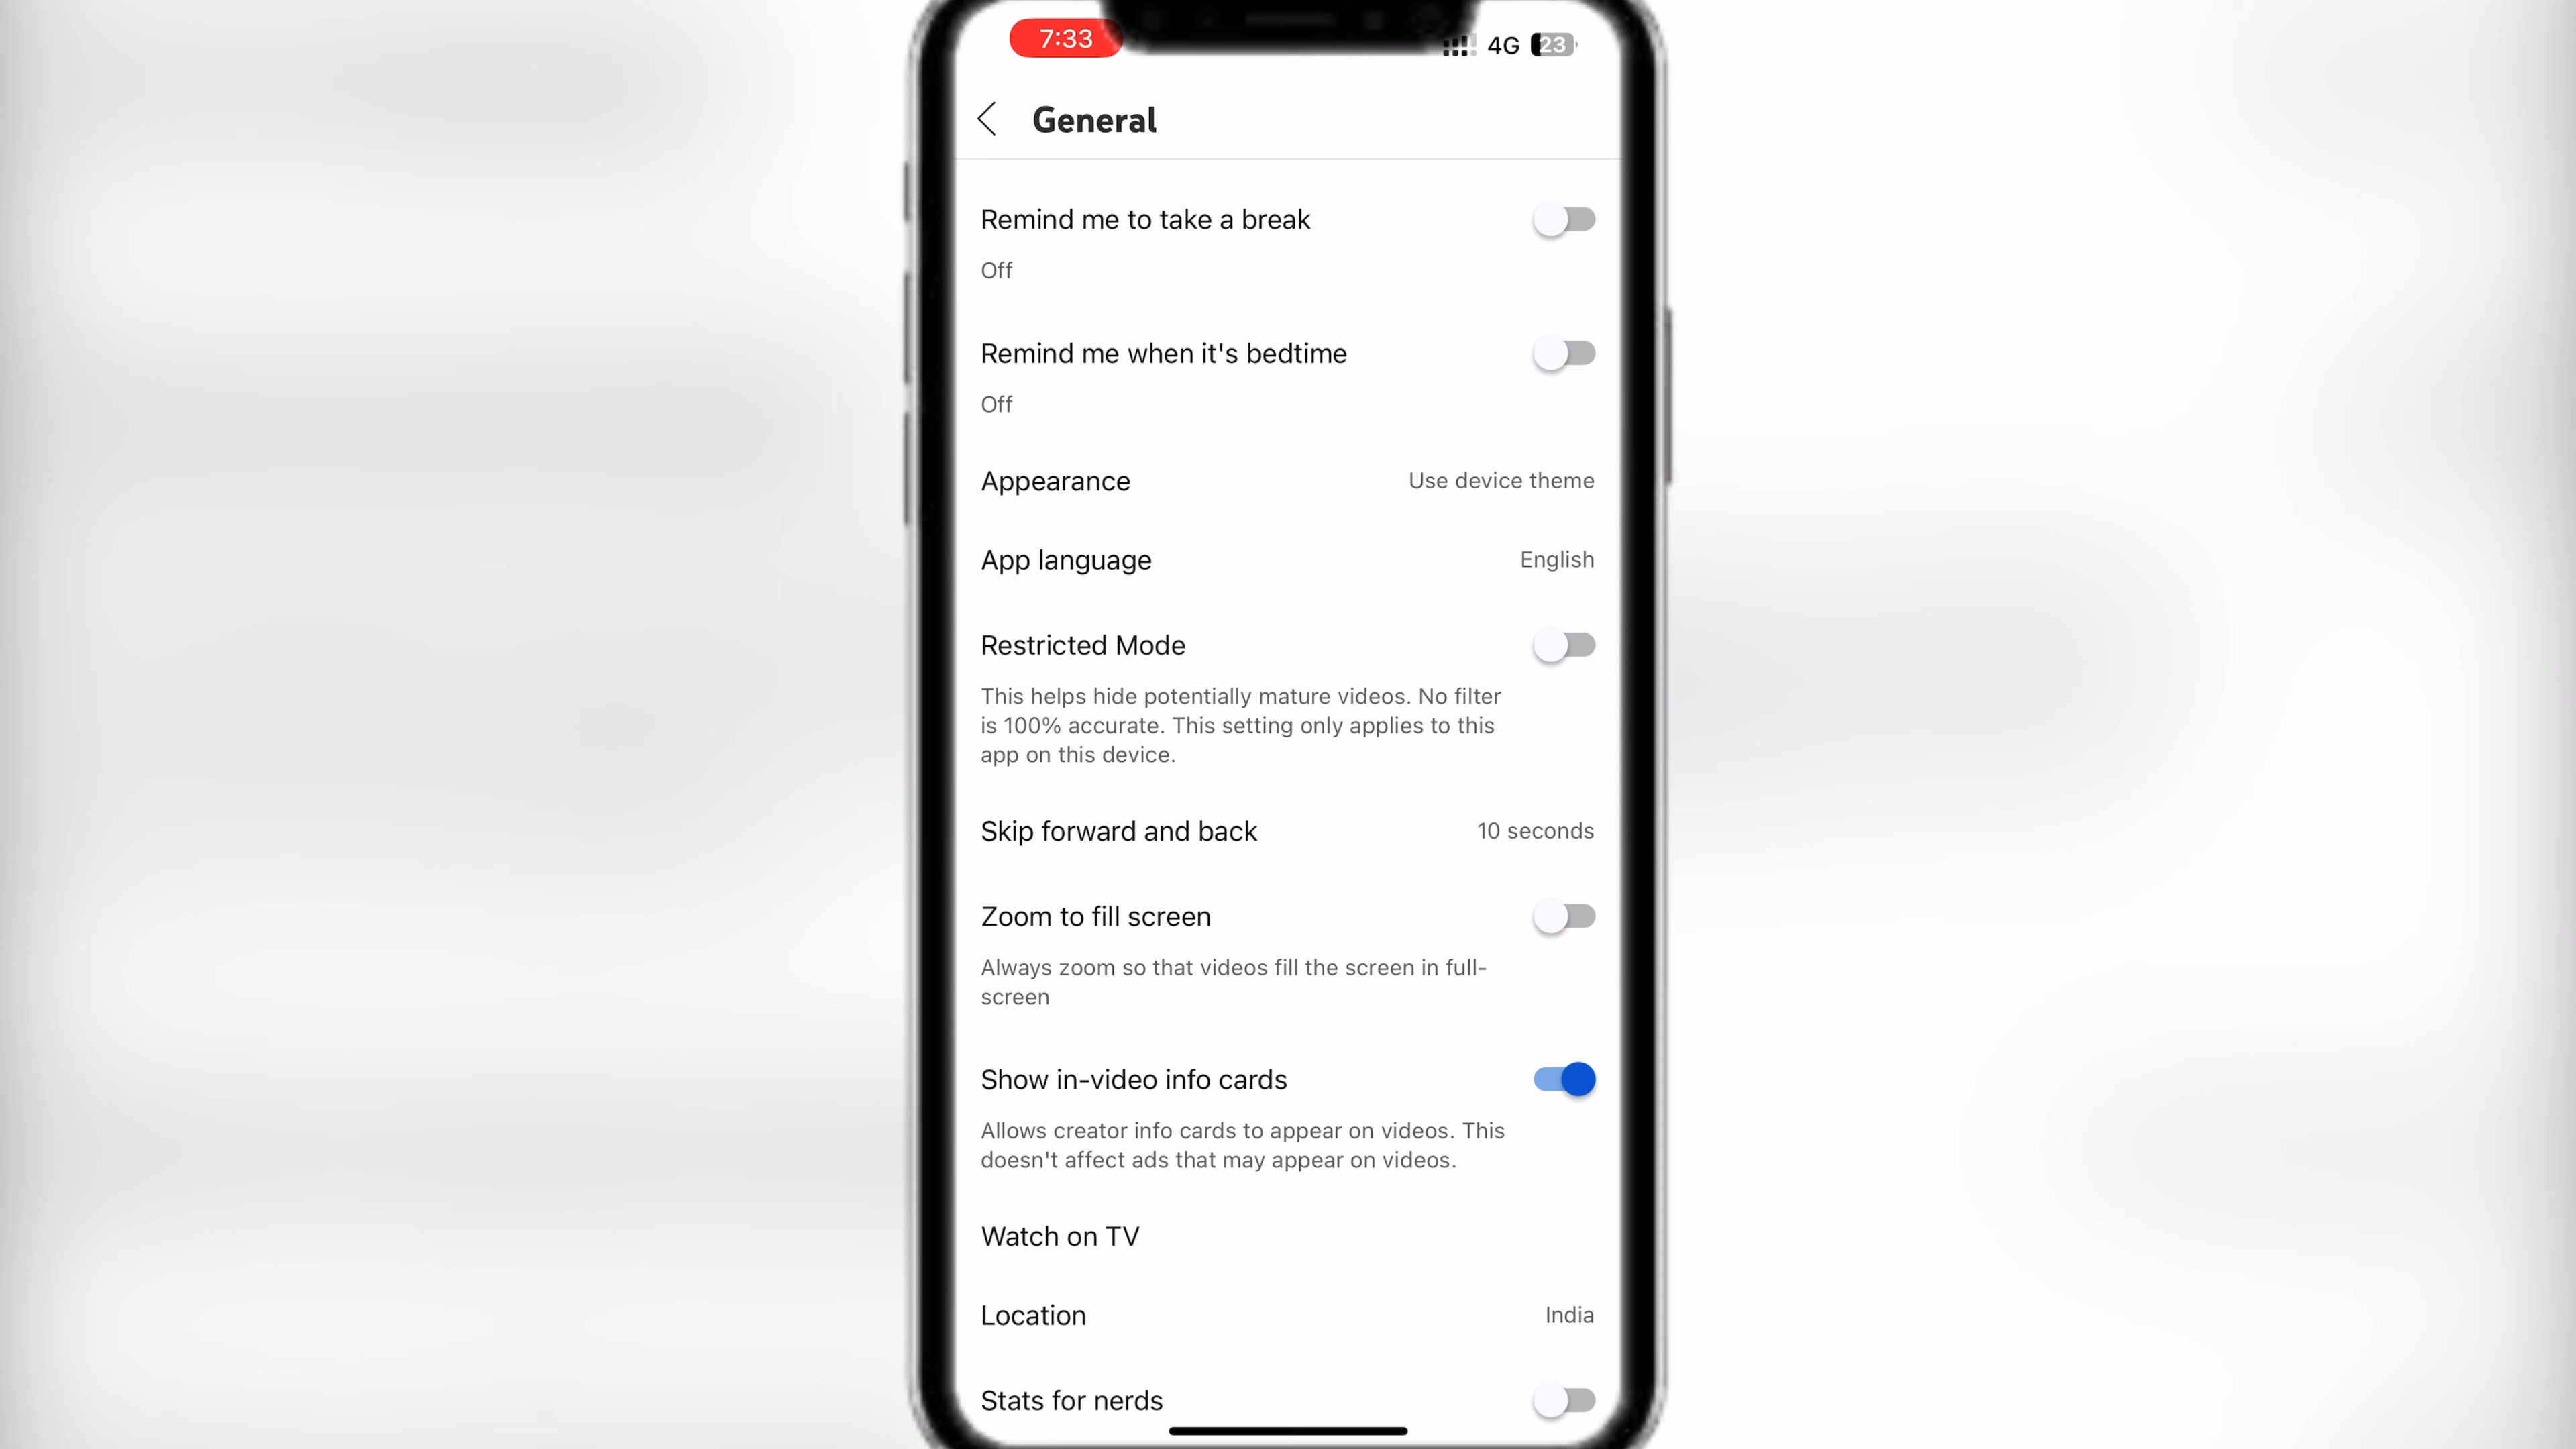 7:33
4G 23
General
Remind me to take a break
Off
Remind me when it's bedtime
Off
Appearance Use device theme
App language English
Restricted Mode
This helps hide potentially mature videos. No filter
is 100% accurate. This setting only applies to this
app on this device.
Skip forward and back 10 seconds
Zoom to fill screen
Always zoom so that videos fill the screen in full-
screen
Show in-video info cards
Allows creator info cards to appear on videos. This
doesn't affect ads that may appear on videos.
Watch on TV
Location India
Stats for nerds